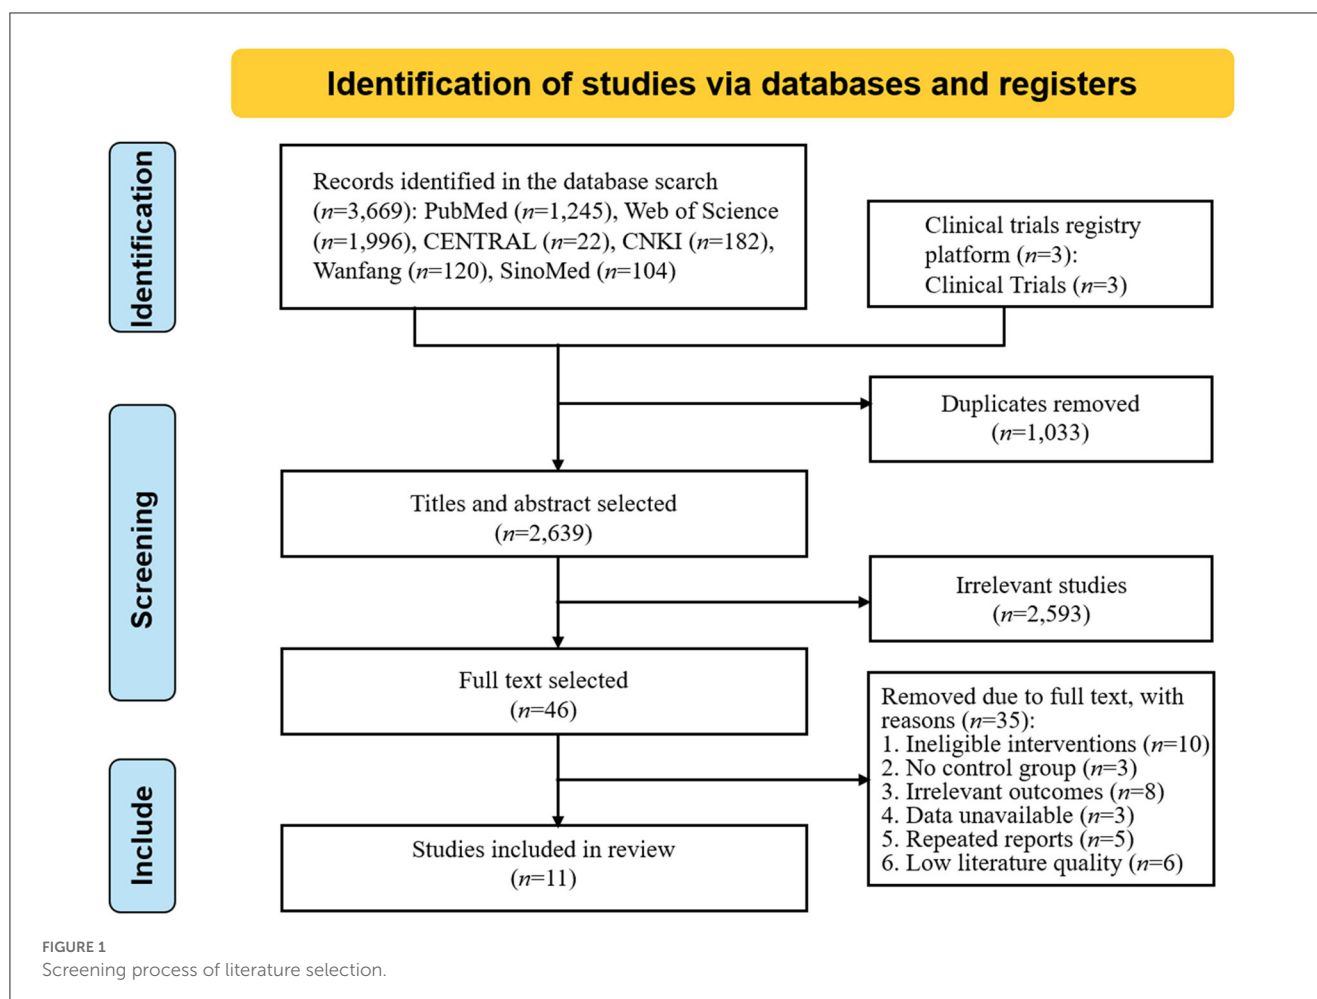 Identification of studies via databases and registers
Identification
Records identified in the database scarch
(n=3,669): PubMed (n=1,245), Web of Science
(n=1,996), CENTRAL (n=22), CNKI (n=182),
Wanfang (n=120), SinoMed (n=104)
Clinical trials registry
platform (n=3):
Clinical Trials (n=3)
Screening
Duplicates removed
(n=1,033)
Titles and abstract selected
(n=2,639)
Irrelevant studies
(n=2,593)
Full text selected
(n=46)
Removed due to full text, with
reasons (n=35):
1. Ineligible interventions (n=10)
2. No control group (n=3)
3. Irrelevant outcomes (n=8)
4. Data unavailable (n=3)
5. Repeated reports (n=5)
6. Low literature quality (n=6)
Include
Studies included in review
(n=11)
FIGURE 1
Screening process of literature selection.